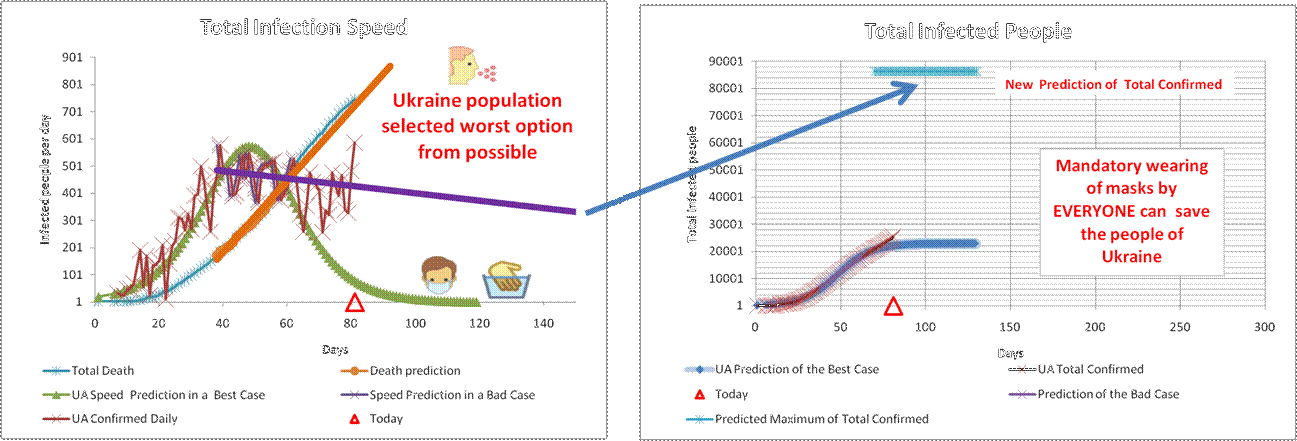 Total Infection Speed
901
801
701
601
501
401
301
201
101
1
Infected people per day
Ukraine population
selected worst option
from possible
0 20 40 60 80 100 120 140
Days
Total Death
Death prediction
UA Speed Prediction in a Best Case
Speed Prediction in a Bad Case
UA Confirmed Daily
Today
Total Infected People
90001
80001
70001
60001
50001
40001
30001
20001
10001
1
Total Infected people
New Prediction of Total Confirmed
Mandatory wearing
of masks by
EVERYONE can save
the people of
Ukraine
0 50 100 150 200 250 300
Days
UA Prediction of the Best Case
UA Total Confirmed
Today
Prediction of the Bad Case
Predicted Maximum of Total Confirmed